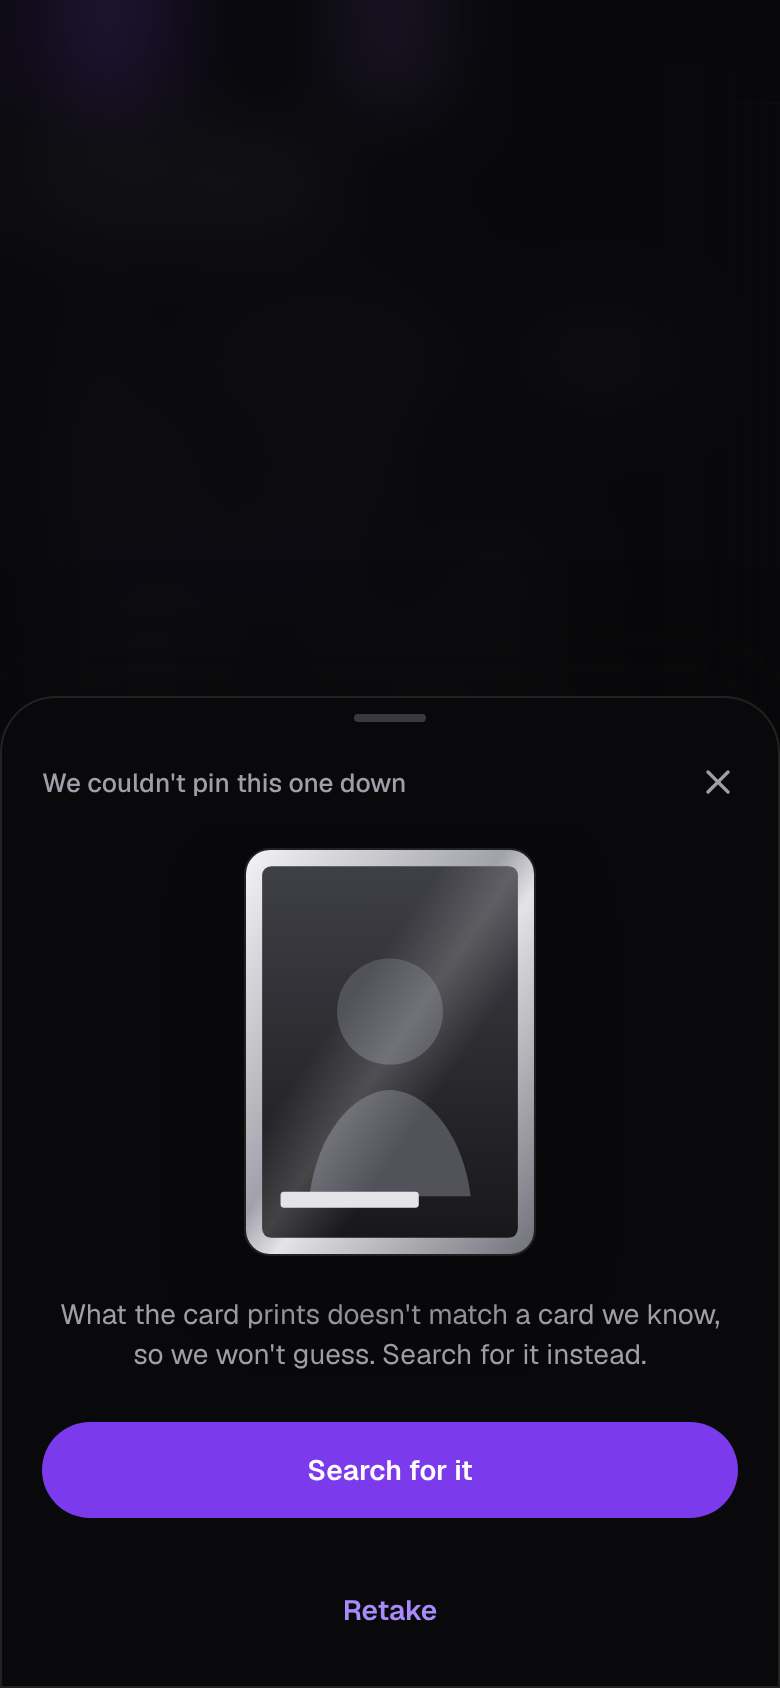 We couldn't pin this one down
What the card prints doesn't match a card we know,
so we won't guess. Search for it instead.
Search for it
Retake